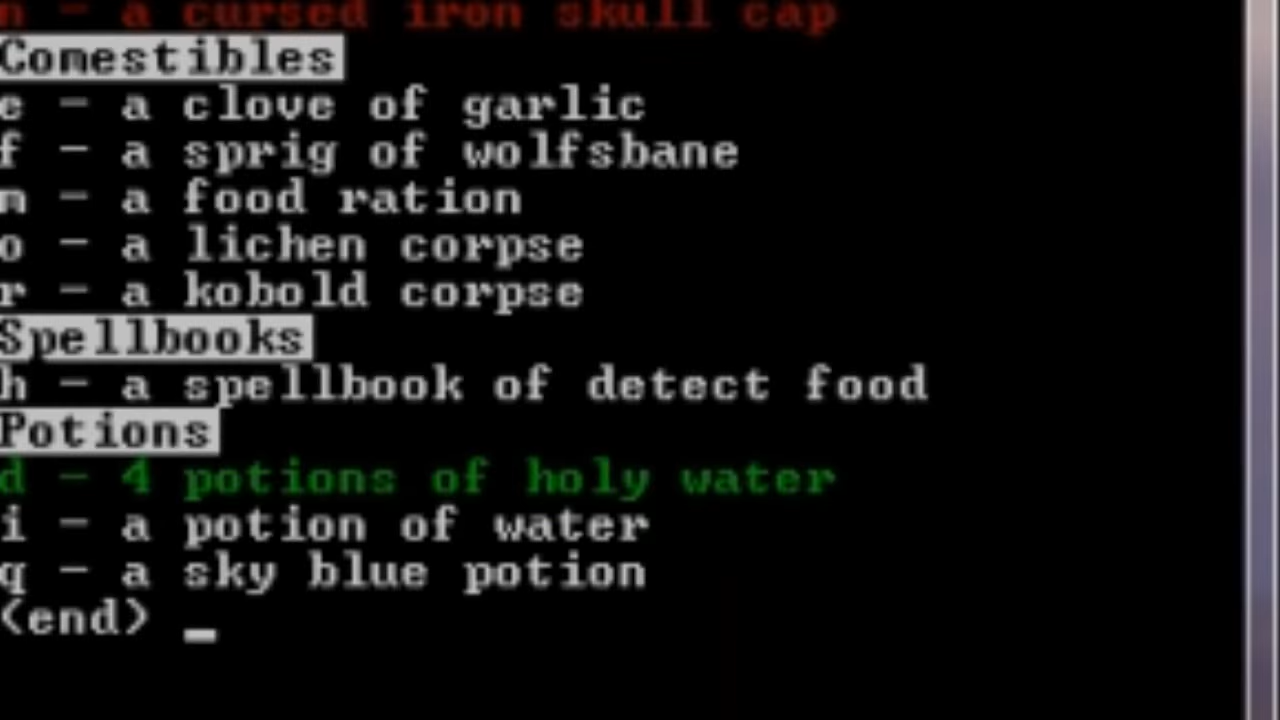 n - a cursed iron skull cap
Comestibles
e - a clove of garlic
f - a sprig of wolfsbane
m - a food ration
o - a lichen corpse
r - a kobold corpse
Spellbooks
h - a spellbook of detect food
Potions
d - 4 potions of holy water
i - a potion of water
q - a sky blue potion
(end)